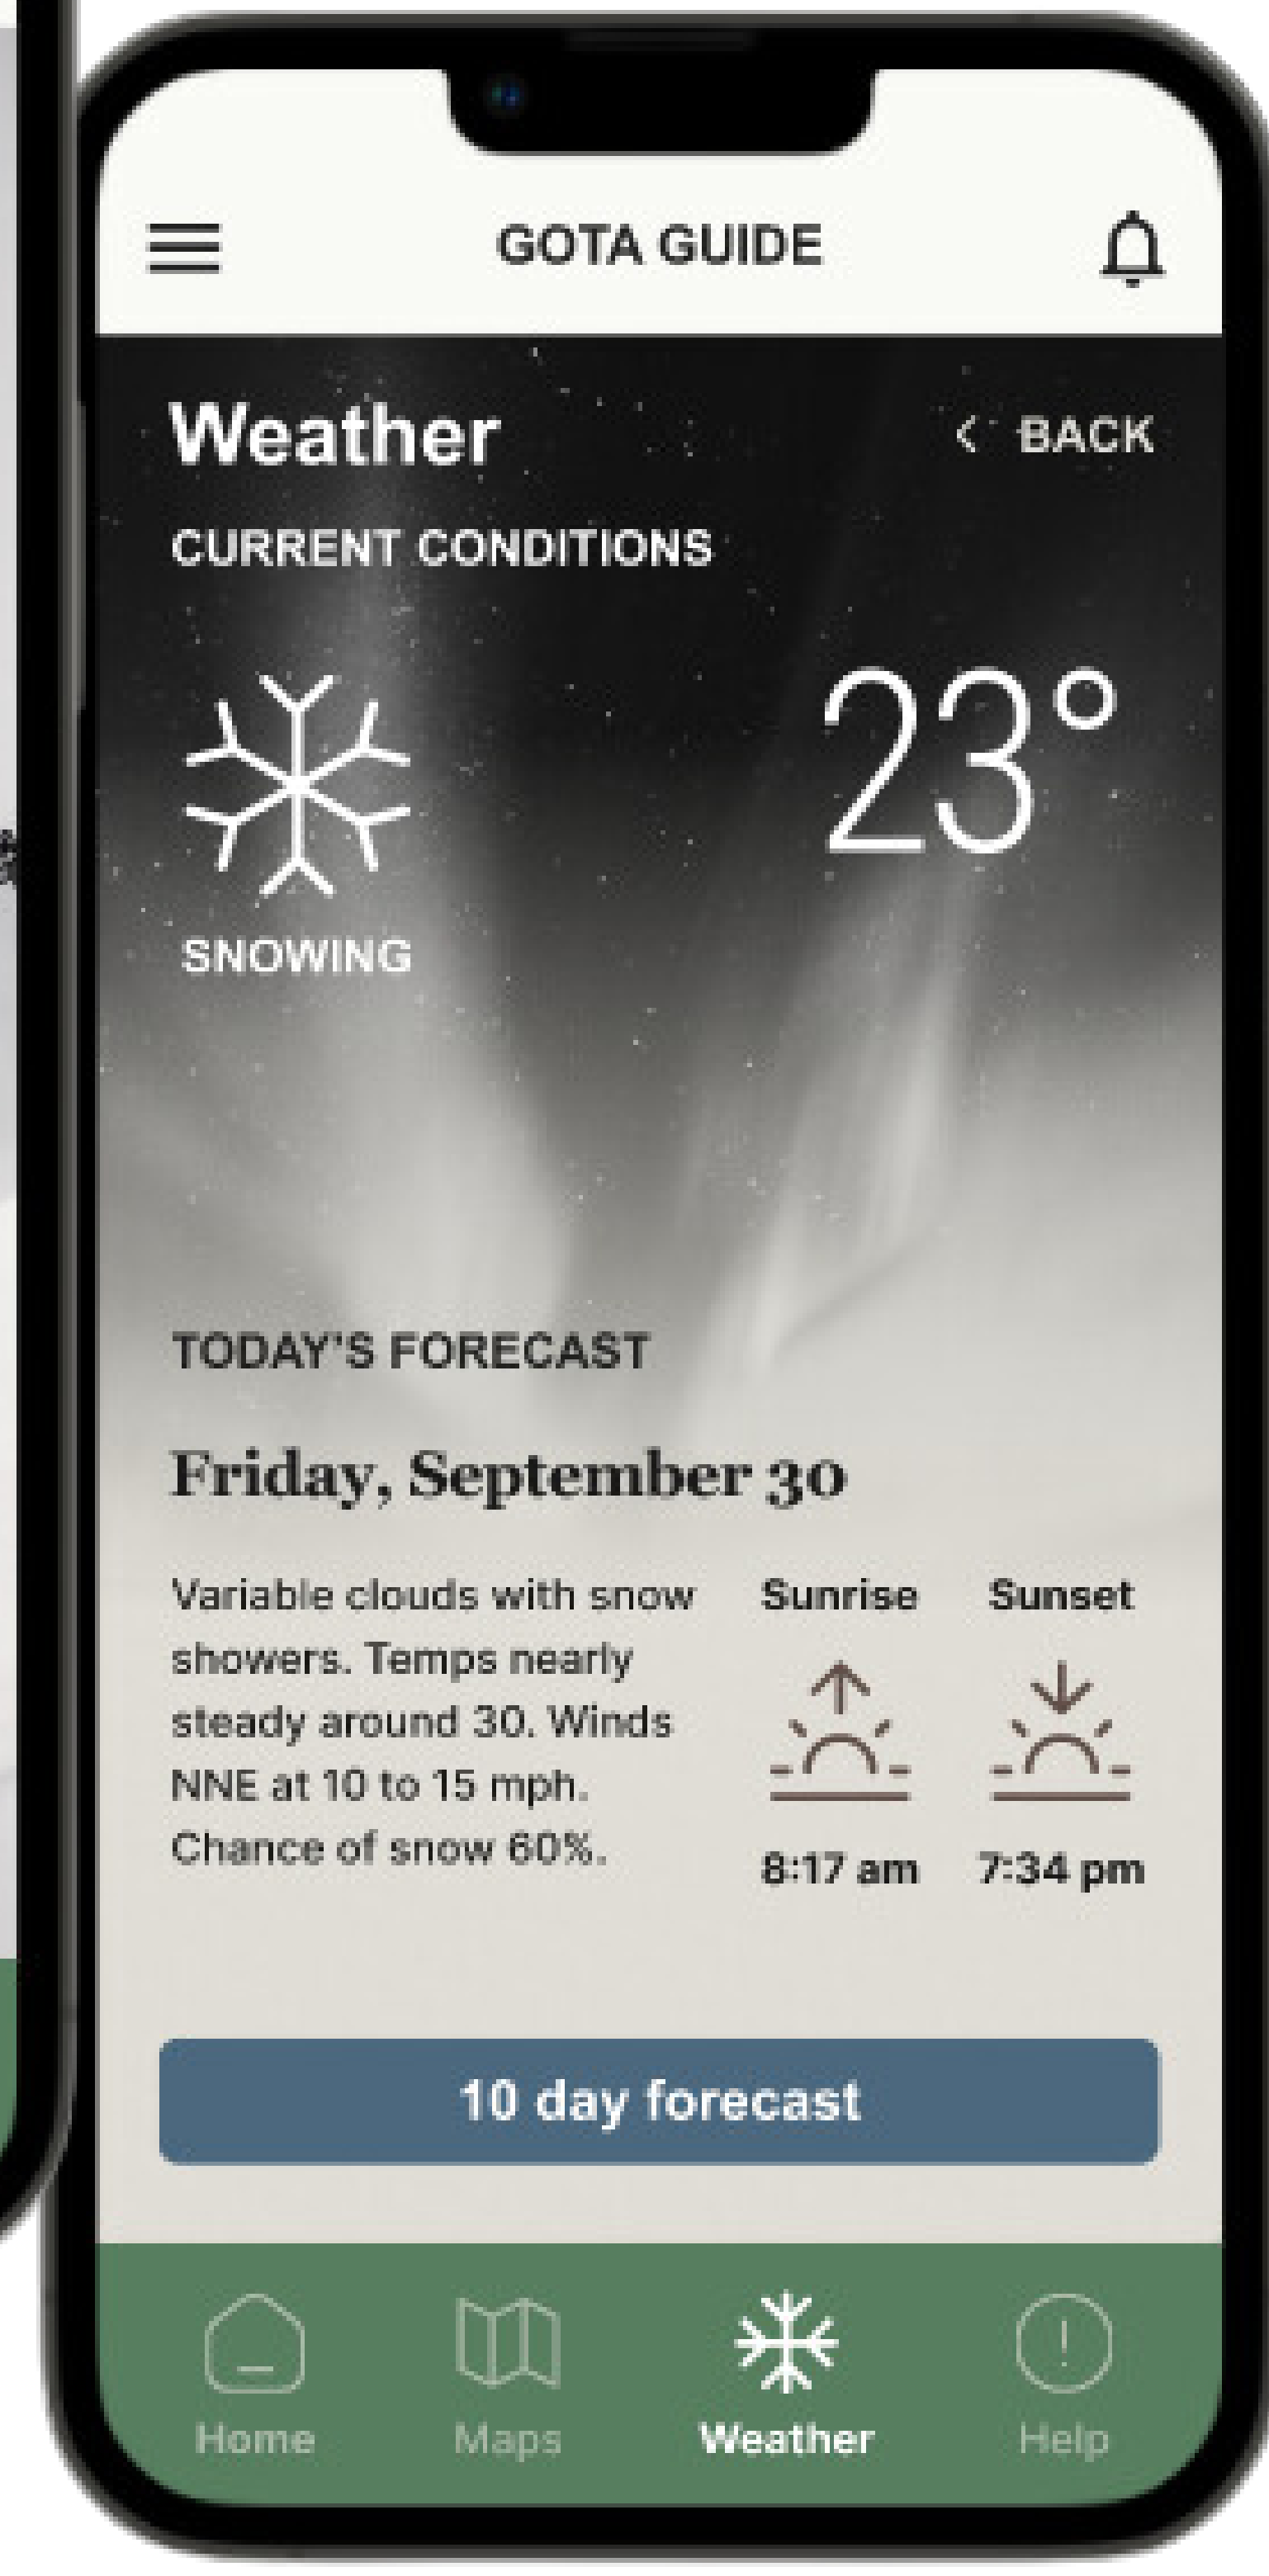 GOTA GUIDE
Weather
< BACK
CURRENT CONDITIONS
23°
SNOWING
TODAY'S FORECAST
Friday, September 30
Variable clouds with snow
showers. Temps nearly
steady around 30. Winds
NNE at 10 to 15 mph.
Chance of snow 60%.
Sunrise
Sunset
8:17 am
7:34 pm
10 day forecast
Home
Maps
Weather
Help